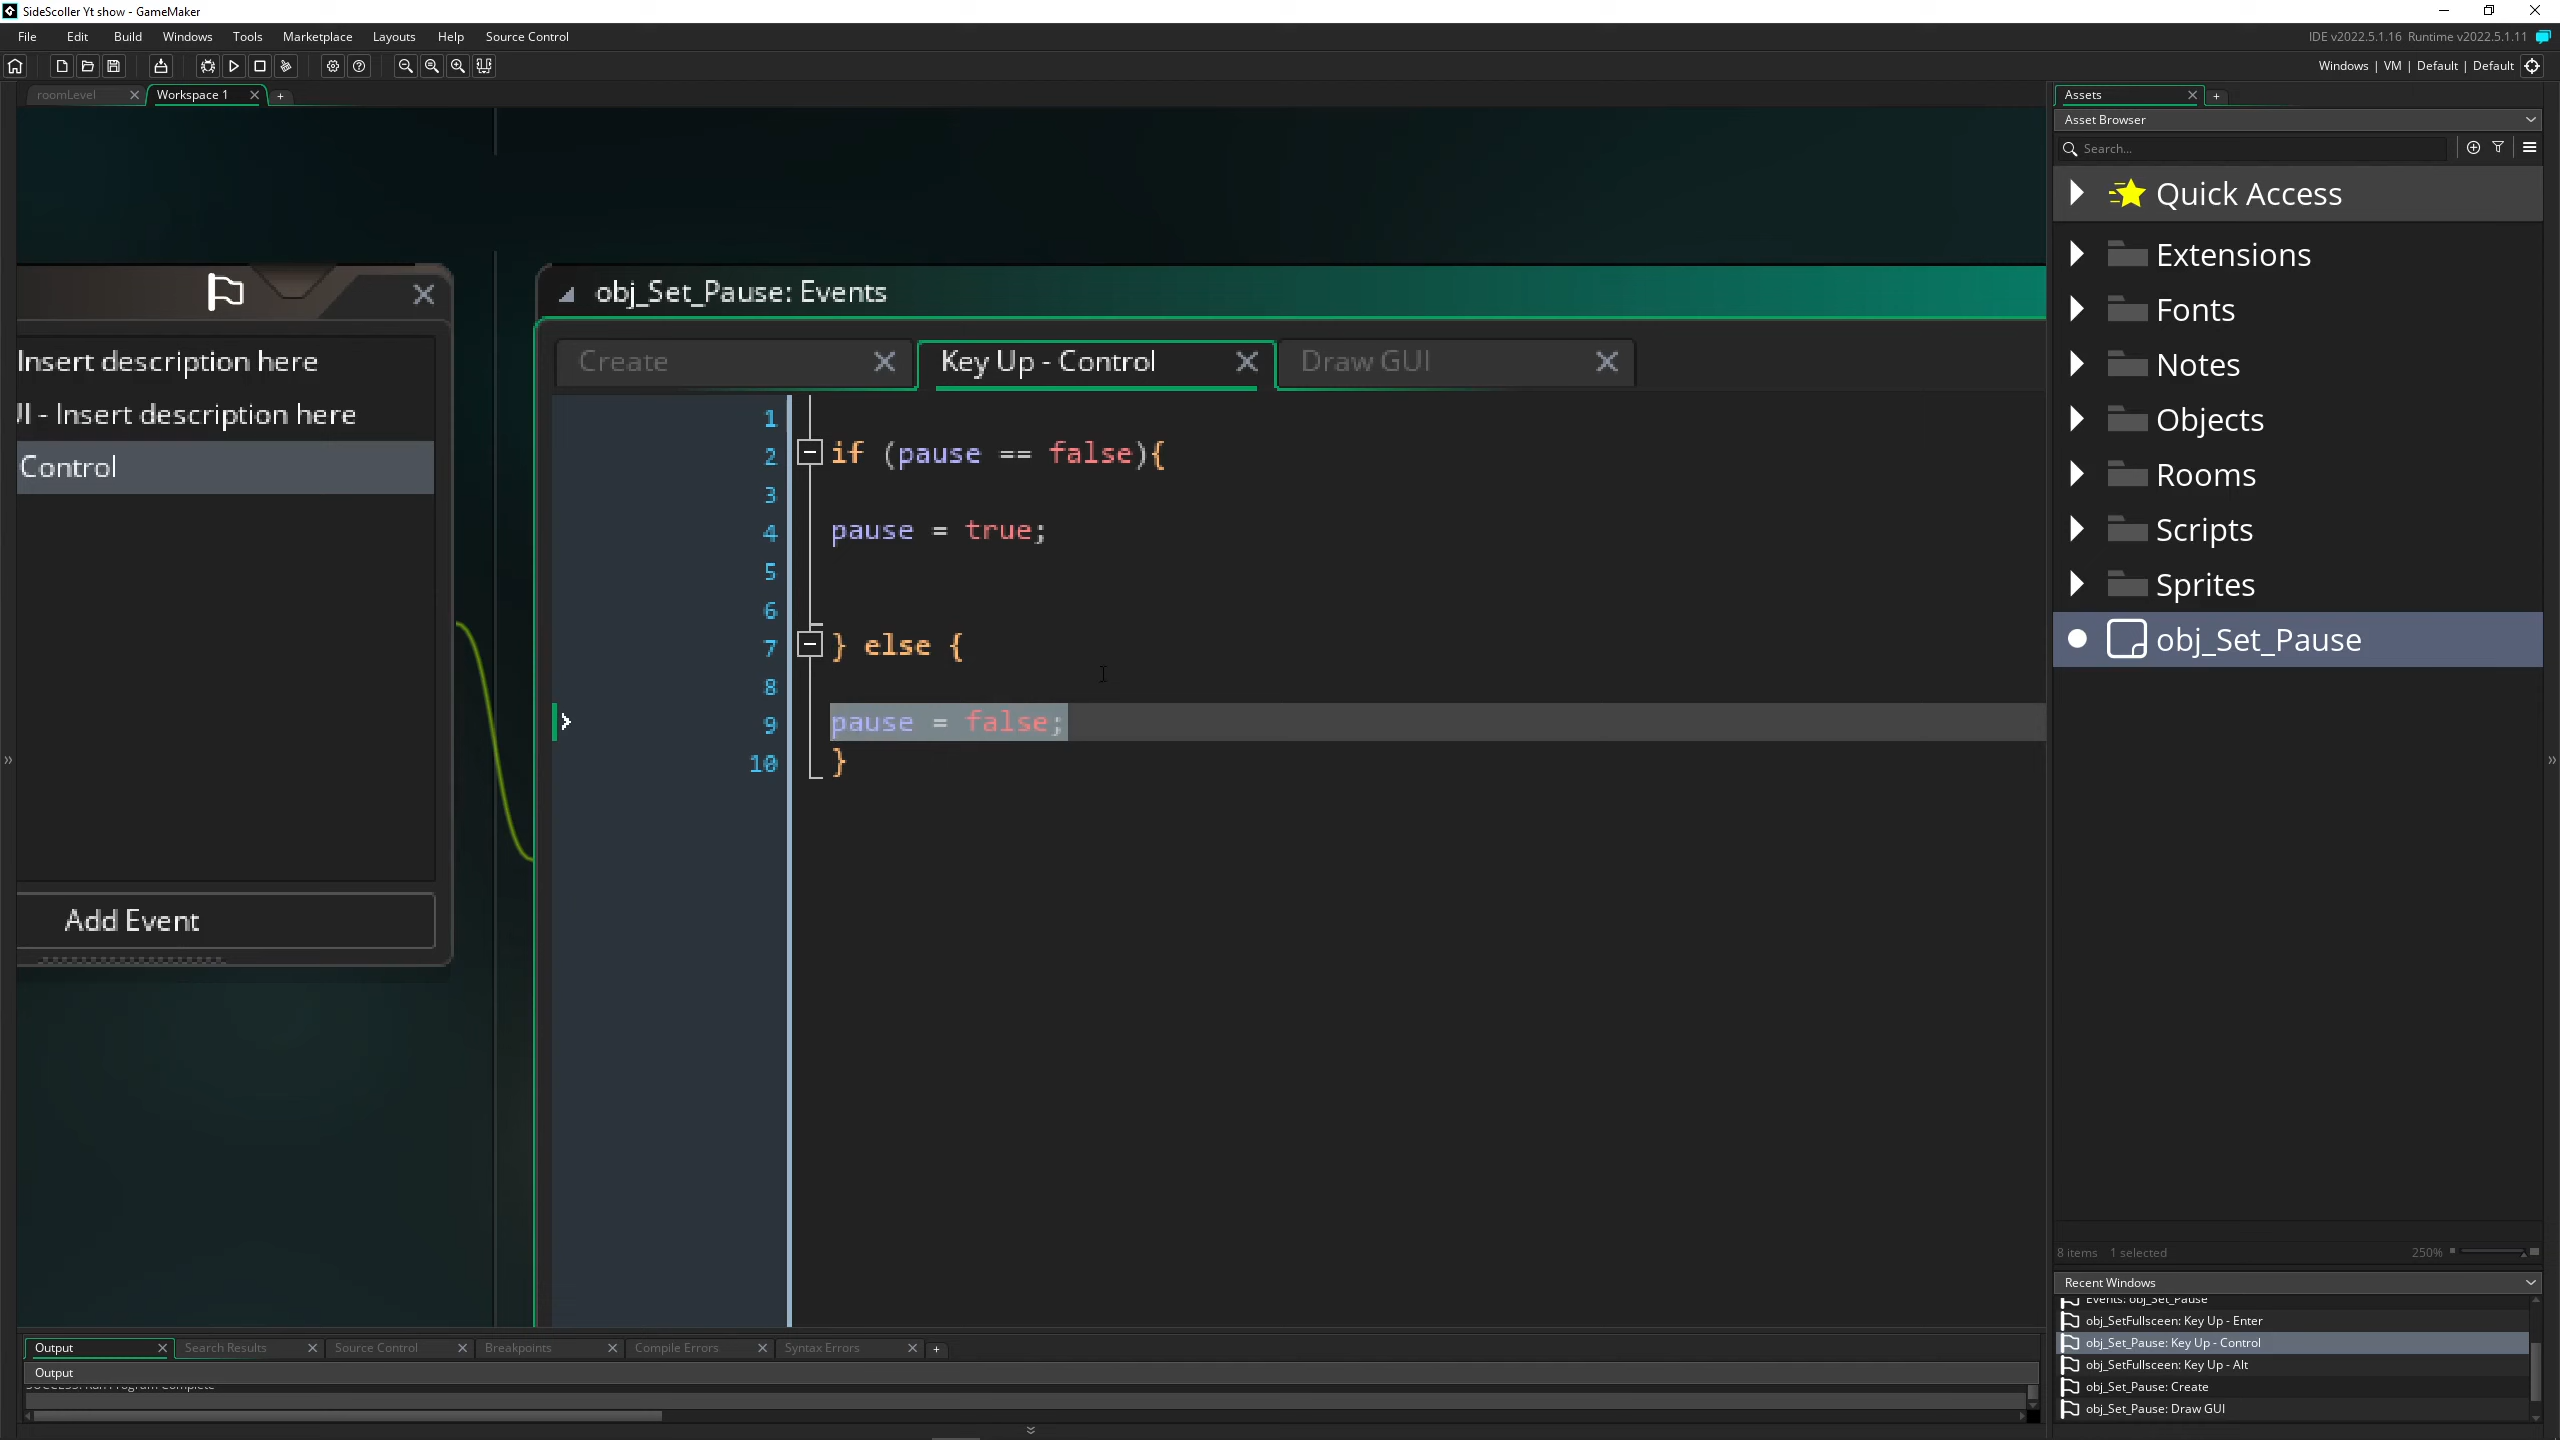 SideScoller Yt show - GameMaker
File Edit Build Windows Tools Marketplace Layouts Help Source Control
IDE v2022.5.1.16 Runtime v2022.5.1.11
Windows | VM | Default | Default
roomLevel
Workspace 1
Assets
Asset Browser
Search...
Quick Access
Extensions
Fonts
Notes
Objects
Rooms
Scripts
Sprites
obj_Set_Pause
8 items 1 selected
250%
Insert description here
- Insert description here
Control
Add Event
obj_Set_Pause: Events
Create
Key Up - Control
Draw GUI
1
2 if (pause == false){
3
4 pause = true;
5
6
7 } else {
8
9 pause = false;
10 }
Recent Windows
Events: obj_Set_Pause
obj_SetFullsceen: Key Up - Enter
obj_Set_Pause: Key Up - Control
obj_SetFullsceen: Key Up - Alt
obj_Set_Pause: Create
obj_Set_Pause: Draw GUI
Output
Search Results
Source Control
Breakpoints
Compile Errors
Syntax Errors
Output
SUCCESS: Run Program Complete